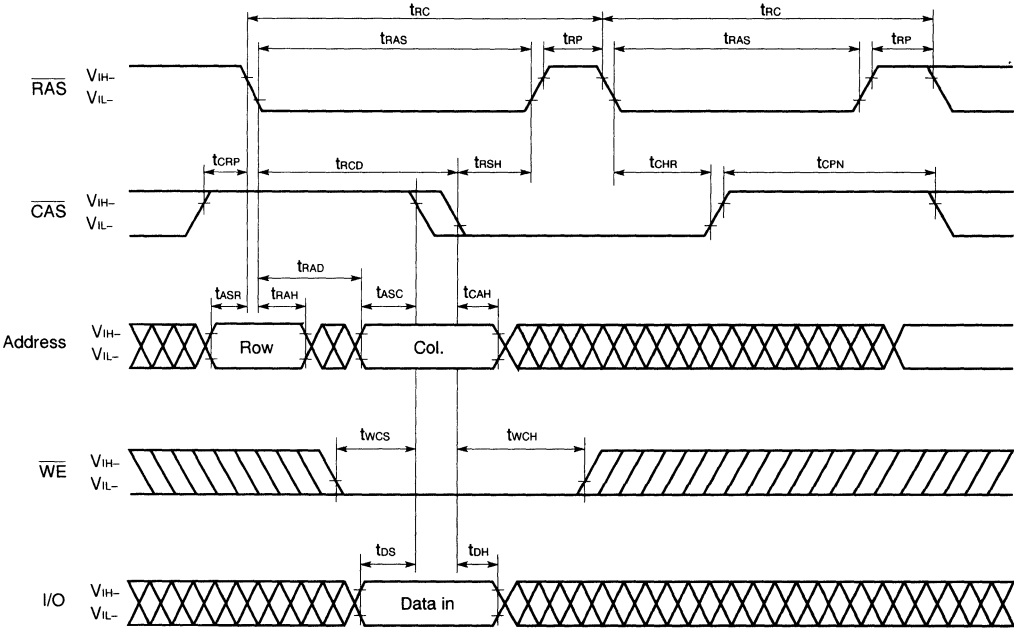 tRC tRC
tRAS tRP tRAS tRP
RAS VIH–
VIL–
tCRP tRCD tRSH tCHR tCPN
CAS VIH–
VIL–
tRAD
tASR tRAH tASC tCAH
Address VIH–
VIL–
Row Col.
tWCS tWCH
WE VIH–
VIL–
tDS tDH
I/O VIH–
VIL–
Data in